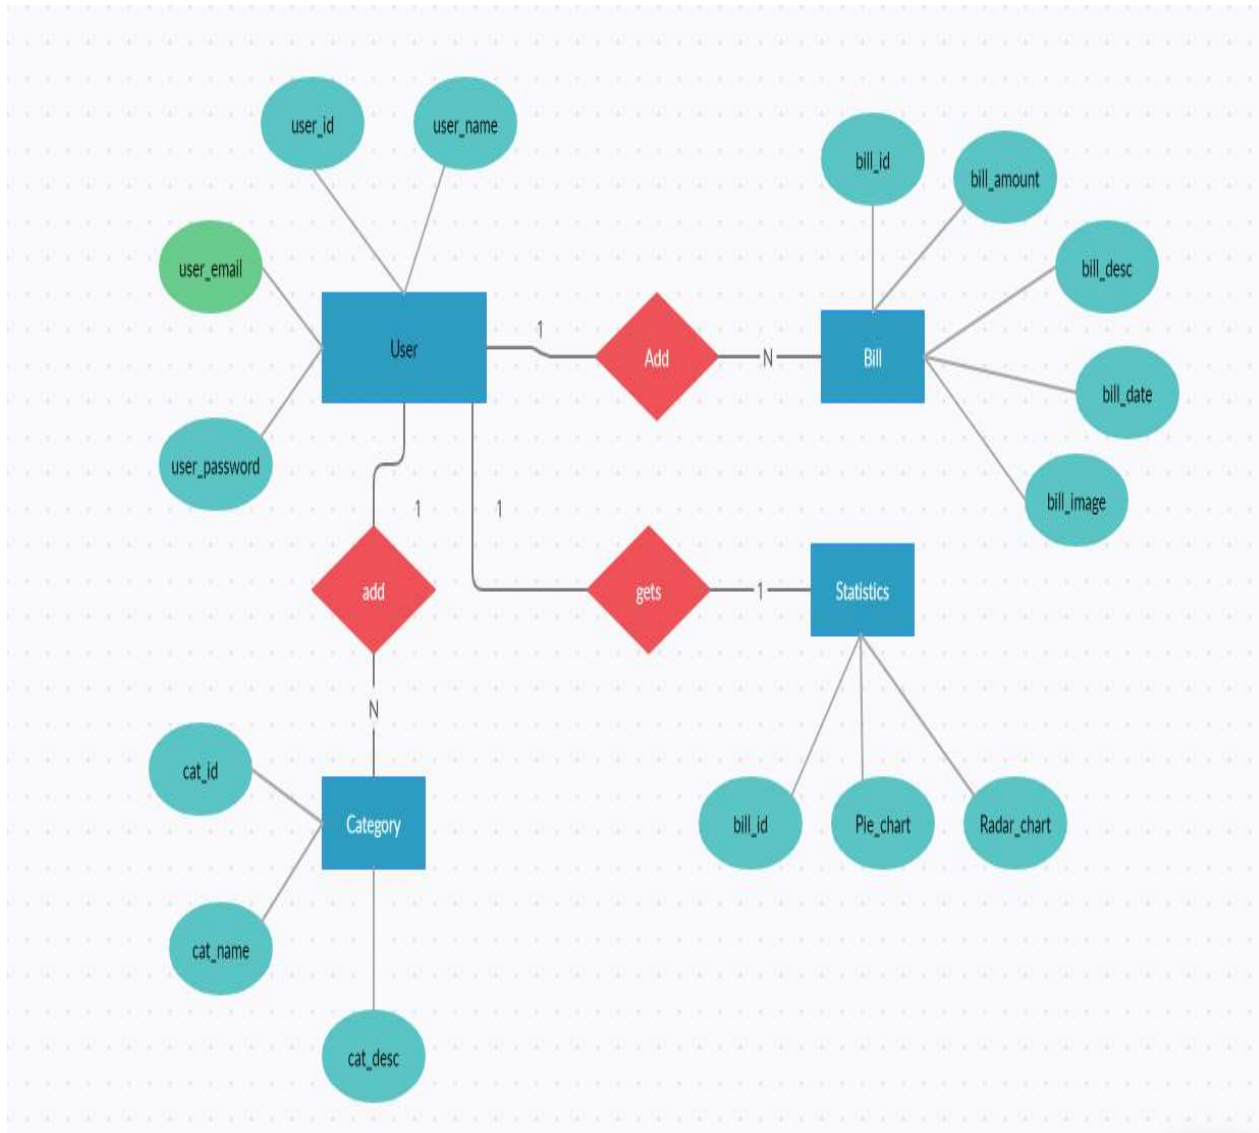 user_id
user_name
bill_id
bill_amount
user_email
bill_desc
1
User
Add
N
Bill
bill_date
user_password
bill_image
1
1
add
gets
1
Statistics
N
cat_id
Category
bill_id
Pie_chart
Radar_chart
cat_name
cat_desc